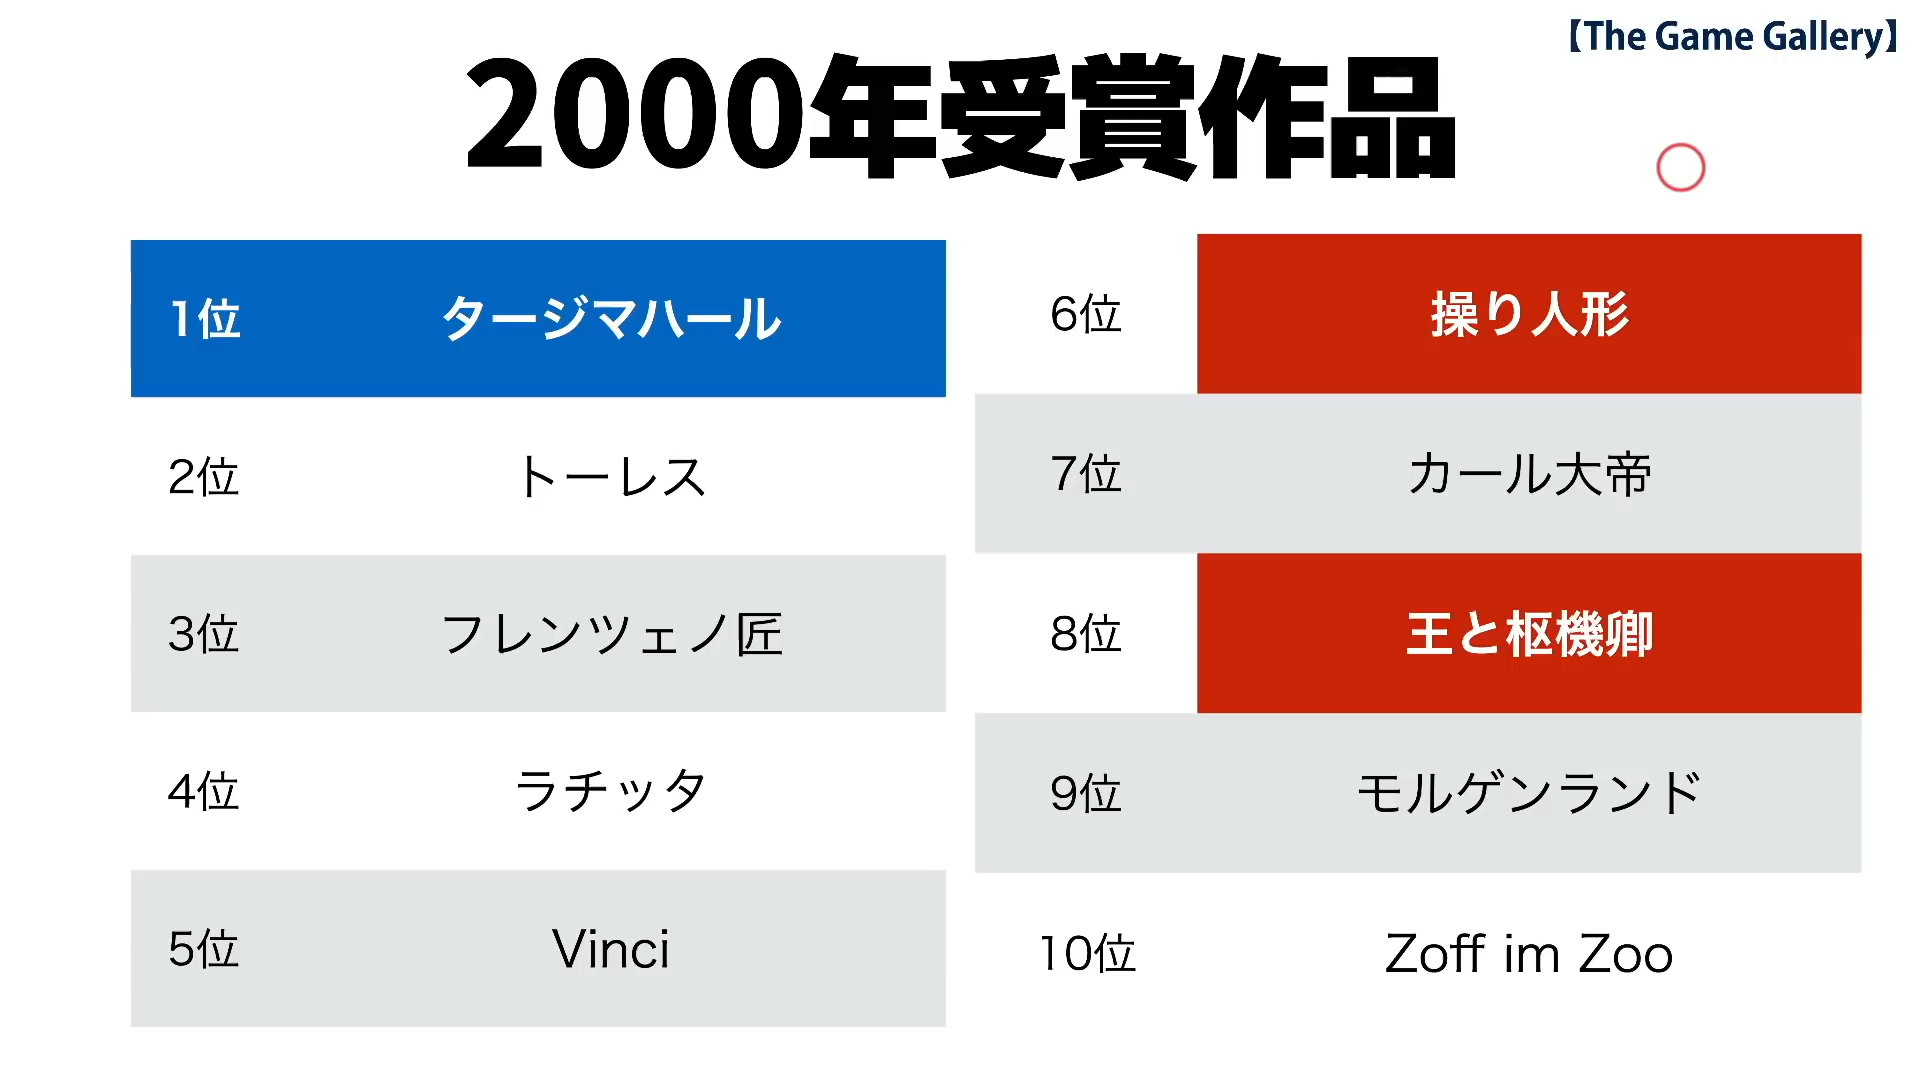 【The Game Gallery】
2000年受賞作品
1位 タージマハール
2位 トーレス
3位 フレンツェノ匠
4位 ラチッタ
5位 Vinci
6位 操り人形
7位 カール大帝
8位 王と枢機卿
9位 モルゲンランド
10位 Zoff im Zoo